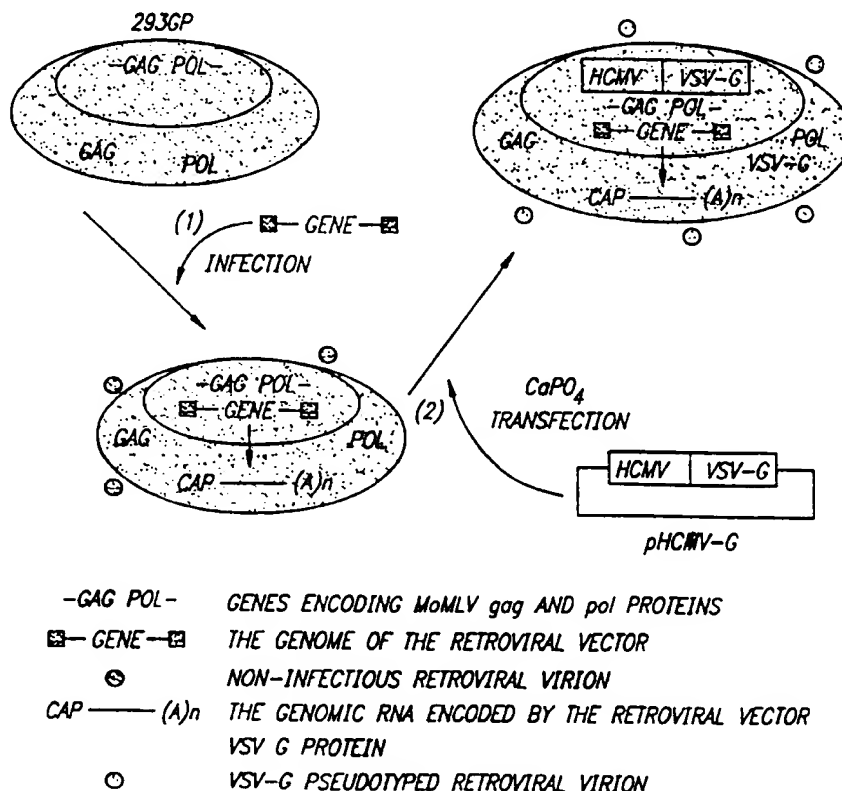 293GP
-GAG POL-
GAG
POL
(1)
GENE
INFECTION
-GAG POL-
GENE
GAG
POL
CAP (A)n
HCMV VSV-G
GAG POL-
GENE
GAG
POL
VSV-G
CAP (A)n
(2)
CaPO4
TRANSFECTION
HCMV VSV-G
pHCMV-G
-GAG POL- GENES ENCODING MoMLV gag AND pol PROTEINS
GENE THE GENOME OF THE RETROVIRAL VECTOR
NON-INFECTIOUS RETROVIRAL VIRION
CAP (A)n THE GENOMIC RNA ENCODED BY THE RETROVIRAL VECTOR
VSV G PROTEIN
VSV-G PSEUDOTYPED RETROVIRAL VIRION